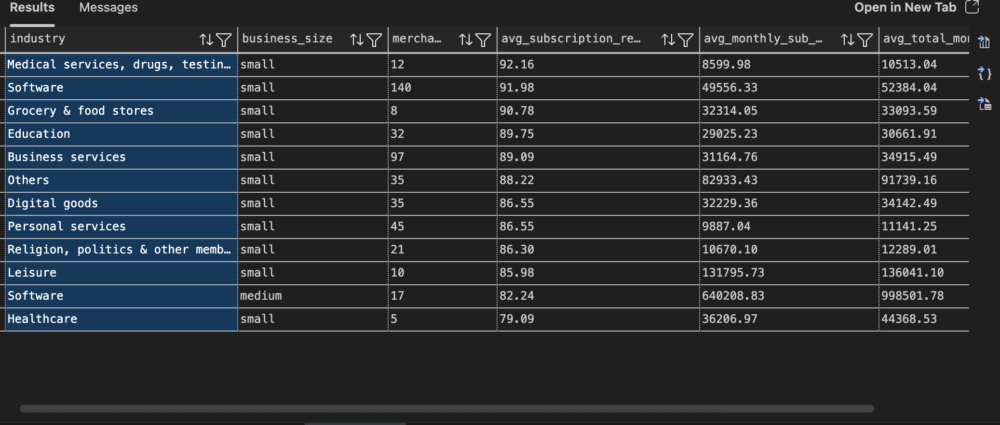 Results Messages Open in New Tab
industry business_size mercha… avg_subscription_re… avg_monthly_sub_… avg_total_mon
Medical services, drugs, testin… small 12 92.16 8599.98 10513.04
Software small 140 91.98 49556.33 52384.04
Grocery & food stores small 8 90.78 32314.05 33093.59
Education small 32 89.75 29025.23 30661.91
Business services small 97 89.09 31164.76 34915.49
Others small 35 88.22 82933.43 91739.16
Digital goods small 35 86.55 32229.36 34142.49
Personal services small 45 86.55 9887.04 11141.25
Religion, politics & other memb… small 21 86.30 10670.10 12289.01
Leisure small 10 85.98 131795.73 136041.10
Software medium 17 82.24 640208.83 998501.78
Healthcare small 5 79.09 36206.97 44368.53